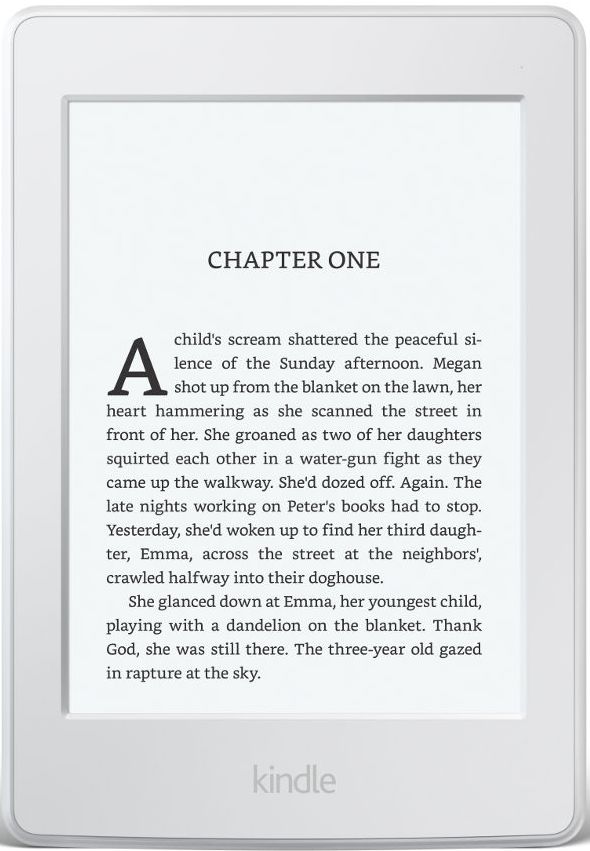 CHAPTER ONE
A child's scream shattered the peaceful si-
lence of the Sunday afternoon. Megan
shot up from the blanket on the lawn, her
heart hammering as she scanned the street in
front of her. She groaned as two of her daughters
squirted each other in a water-gun fight as they
came up the walkway. She'd dozed off. Again. The
late nights working on Peter's books had to stop.
Yesterday, she'd woken up to find her third daugh-
ter, Emma, across the street at the neighbors',
crawled halfway into their doghouse.
She glanced down at Emma, her youngest child,
playing with a dandelion on the blanket. Thank
God, she was still there. The three-year old gazed
in rapture at the sky.
kindle